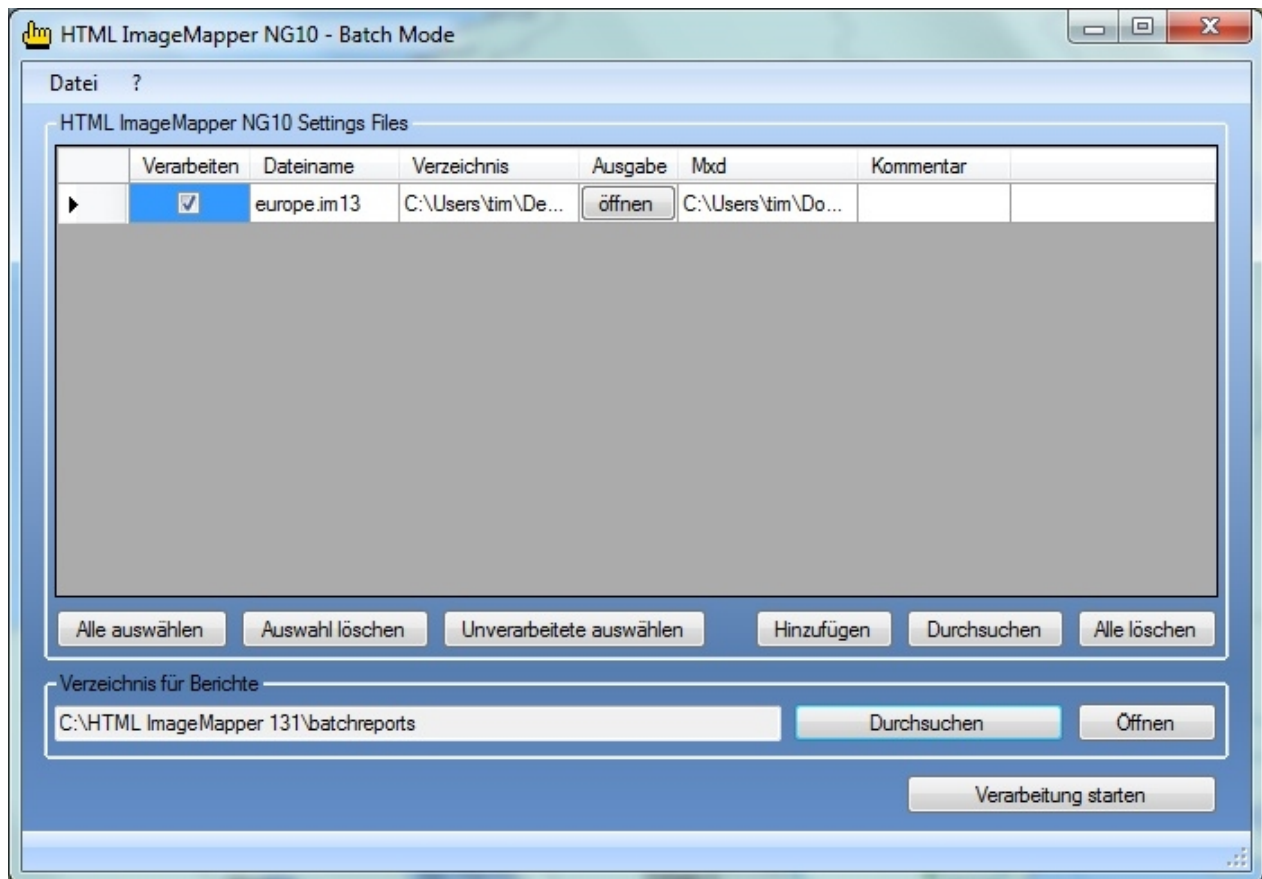 HTML ImageMapper NG10 - Batch Mode
Datei ?
HTML ImageMapper NG10 Settings Files
Verarbeiten Dateiname Verzeichnis Ausgabe Mxd Kommentar
europe.im13 C:\Users\tim\De... öffnen C:\Users\tim\Do...
Alle auswählen Auswahl löschen Unverarbeitete auswählen Hinzufügen Durchsuchen Alle löschen
Verzeichnis für Berichte
C:\HTML ImageMapper 131\batchreports Durchsuchen Öffnen
Verarbeitung starten